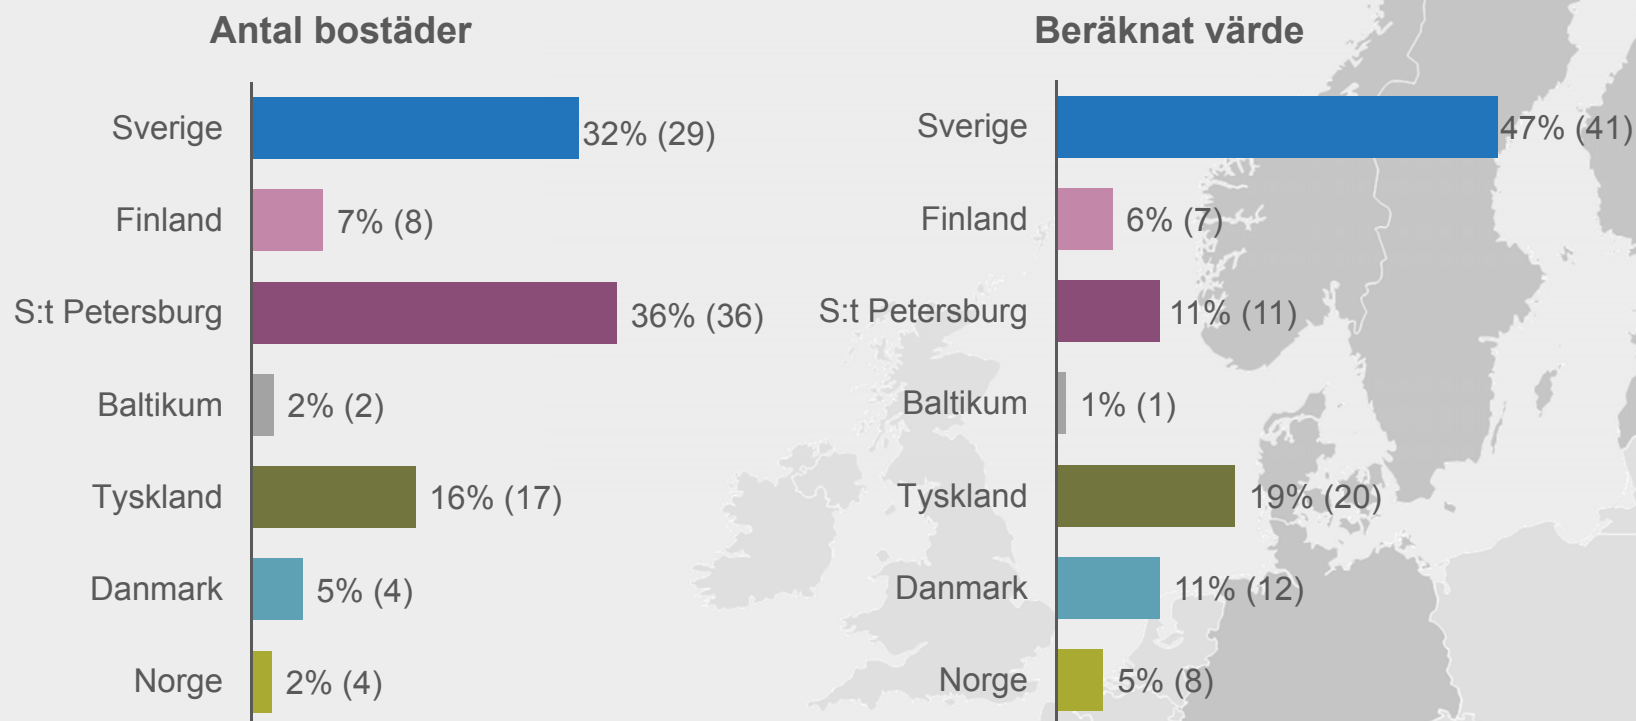 Antal bostäder
Sverige 32% (29)
Finland 7% (8)
S:t Petersburg 36% (36)
Baltikum 2% (2)
Tyskland 16% (17)
Danmark 5% (4)
Norge 2% (4)
Beräknat värde
Sverige 47% (41)
Finland 6% (7)
S:t Petersburg 11% (11)
Baltikum 1% (1)
Tyskland 19% (20)
Danmark 11% (12)
Norge 5% (8)